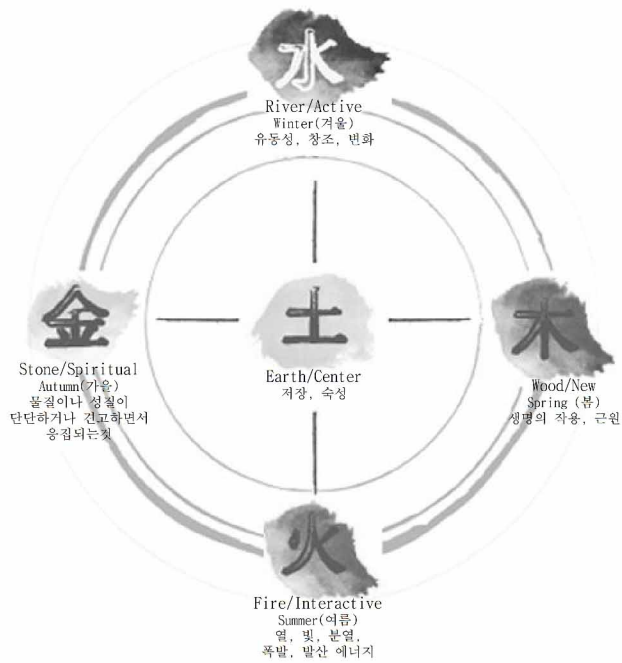 水
River/Active
Winter(겨울)
유동성, 창조, 변화
金
Stone/Spiritual
Autumn(가을)
물질이나 성질이
단단하거나 견고하면서
응집되는것
土
Earth/Center
저장, 숙성
木
Wood/New
Spring (봄)
생명의 작용, 근원
火
Fire/Interactive
Summer(여름)
열, 빛, 분열,
폭발, 발산 에너지